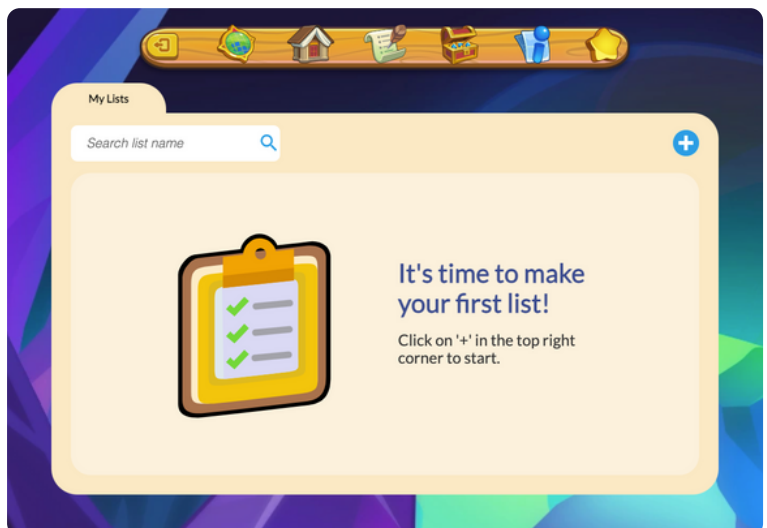 My Lists
Search list name
It's time to make
your first list!
Click on '+' in the top right
corner to start.